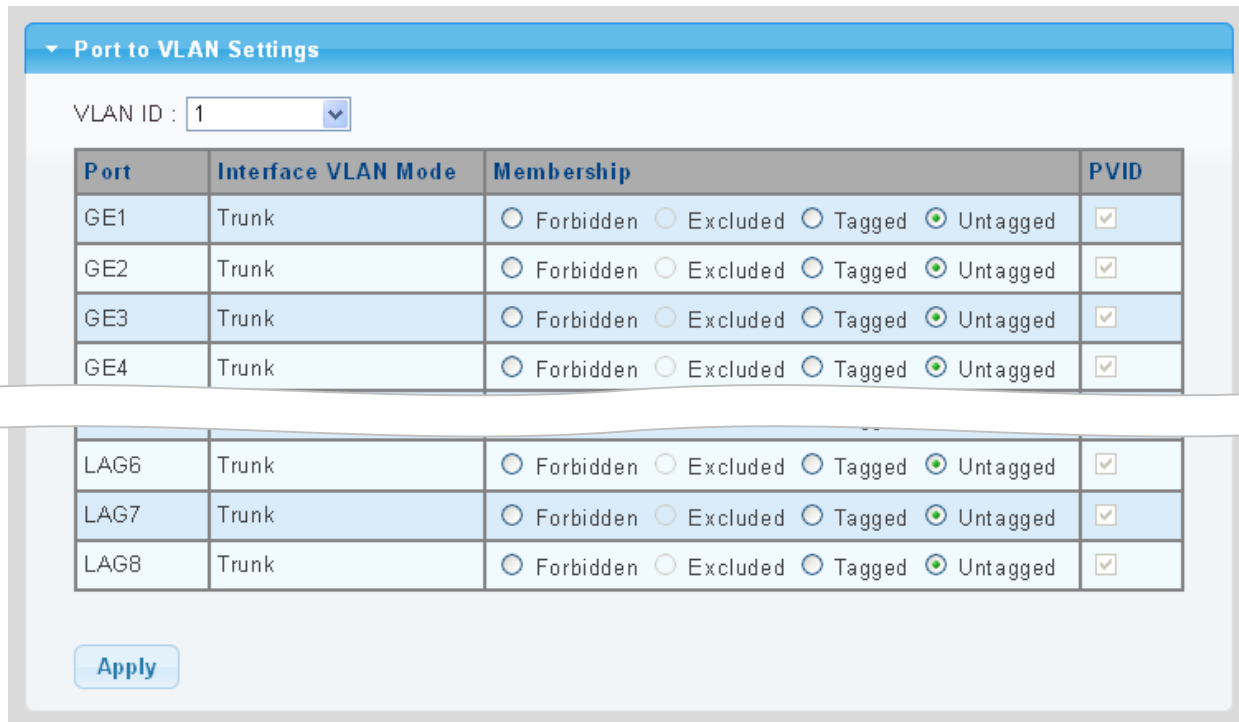 Port to VLAN Settings
VLAN ID : 1
Port Interface VLAN Mode Membership PVID
GE1 Trunk Forbidden Excluded Tagged Untagged
GE2 Trunk Forbidden Excluded Tagged Untagged
GE3 Trunk Forbidden Excluded Tagged Untagged
GE4 Trunk Forbidden Excluded Tagged Untagged
LAG6 Trunk Forbidden Excluded Tagged Untagged
LAG7 Trunk Forbidden Excluded Tagged Untagged
LAG8 Trunk Forbidden Excluded Tagged Untagged
Apply